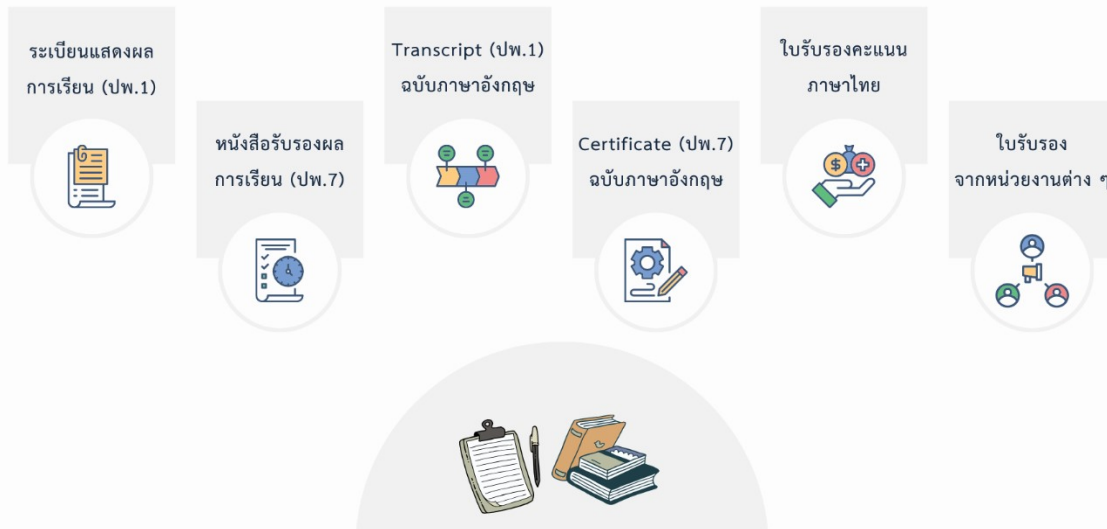 ระเบียนแสดงผล
การเรียน (ปพ.1)
หนังสือรับรองผล
การเรียน (ปพ.7)
Transcript (ปพ.1)
ฉบับภาษาอังกฤษ
Certificate (ปพ.7)
ฉบับภาษาอังกฤษ
ใบรับรองคะแนน
ภาษาไทย
ใบรับรอง
จากหน่วยงานต่าง ๆ